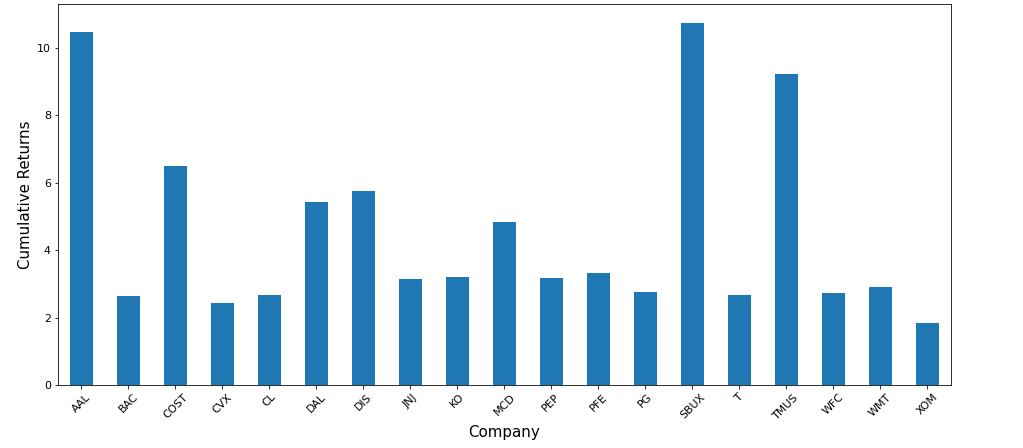 10
8
6
4
2
0
Cumulative Returns
AAL BAC COST CVX CL DAL DIS JNJ KO MCD PEP PFE PG SBUX T TMUS WFC WMT XOM
Company